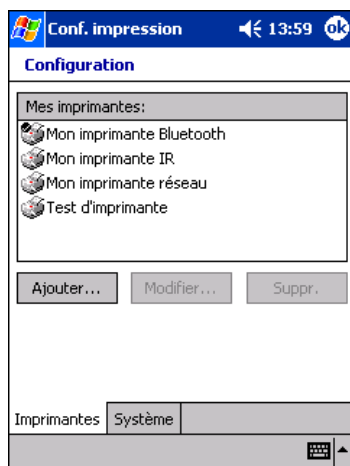 Conf. impression 13:59 ok
Configuration
Mes imprimantes:
Mon imprimante Bluetooth
Mon imprimante IR
Mon imprimante réseau
Test d'imprimante
Ajouter... Modifier... Suppr.
Imprimantes Système